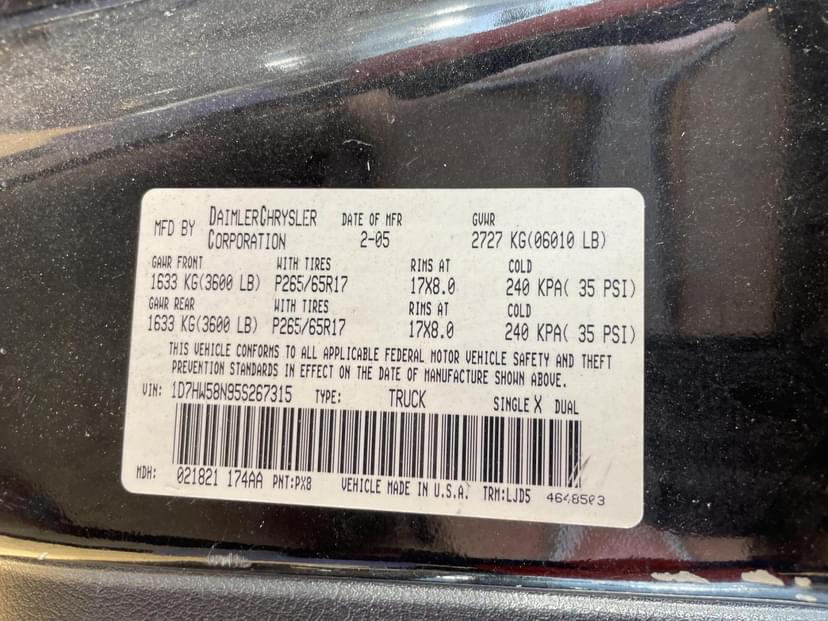 MFD BY DAIMLERCHRYSLER CORPORATION DATE OF MFR 2-05 GVWR 2727 KG(06010 LB)
GAWR FRONT WITH TIRES RIMS AT COLD
1633 KG(3600 LB) P265/65R17 17X8.0 240 KPA( 35 PSI)
GAWR REAR WITH TIRES RIMS AT COLD
1633 KG(3600 LB) P265/65R17 17X8.0 240 KPA( 35 PSI)
THIS VEHICLE CONFORMS TO ALL APPLICABLE FEDERAL MOTOR VEHICLE SAFETY AND THEFT
PREVENTION STANDARDS IN EFFECT ON THE DATE OF MANUFACTURE SHOWN ABOVE.
VIN: 1D7HW58N95S267315 TYPE: TRUCK SINGLE X DUAL
MDH: 021821 174AA PNT:PX8 VEHICLE MADE IN U.S.A. TRM:LJD5 4648503